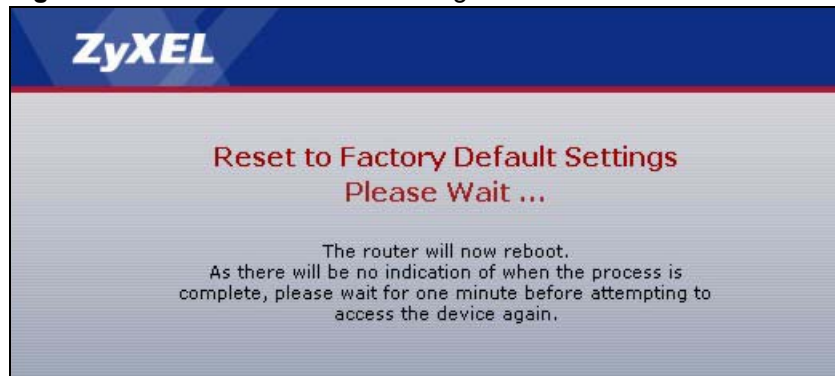 ZyXEL
Reset to Factory Default Settings
Please Wait ...
The router will now reboot.
As there will be no indication of when the process is
complete, please wait for one minute before attempting to
access the device again.